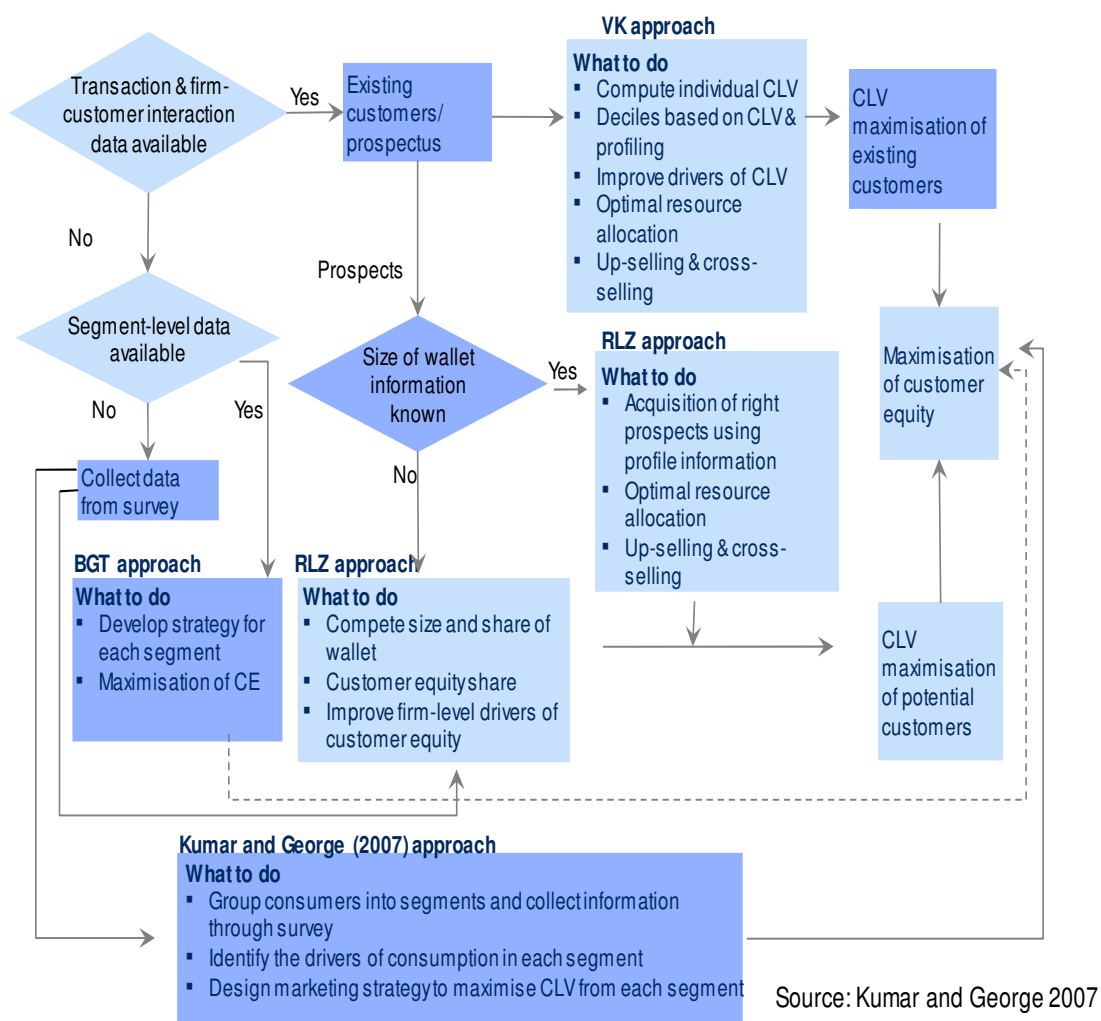 VK approach
What to do
▪ Compute individual CLV
▪ Deciles based on CLV &
profiling
▪ Improve drivers of CLV
▪ Optimal resource
allocation
▪ Up-selling & cross-
selling
Transaction & firm-
customer interaction
data available
Yes
Existing
customers/
prospectus
CLV
maximisation of
existing
customers
No
Prospects
Segment-level data
available
No
Yes
Size of wallet
information
known
Yes
No
RLZ approach
What to do
▪ Acquisition of right
prospects using
profile information
▪ Optimal resource
allocation
▪ Up-selling & cross-
selling
Maximisation
of customer
equity
Collect data
from survey
BGT approach
What to do
▪ Develop strategy for
each segment
▪ Maximisation of CE
RLZ approach
What to do
▪ Compete size and share of
wallet
▪ Customer equity share
▪ Improve firm-level drivers of
customer equity
CLV
maximisation
of potential
customers
Kumar and George (2007) approach
What to do
▪ Group consumers into segments and collect information
through survey
▪ Identify the drivers of consumption in each segment
▪ Design marketing strategy to maximise CLV from each segment
Source: Kumar and George 2007